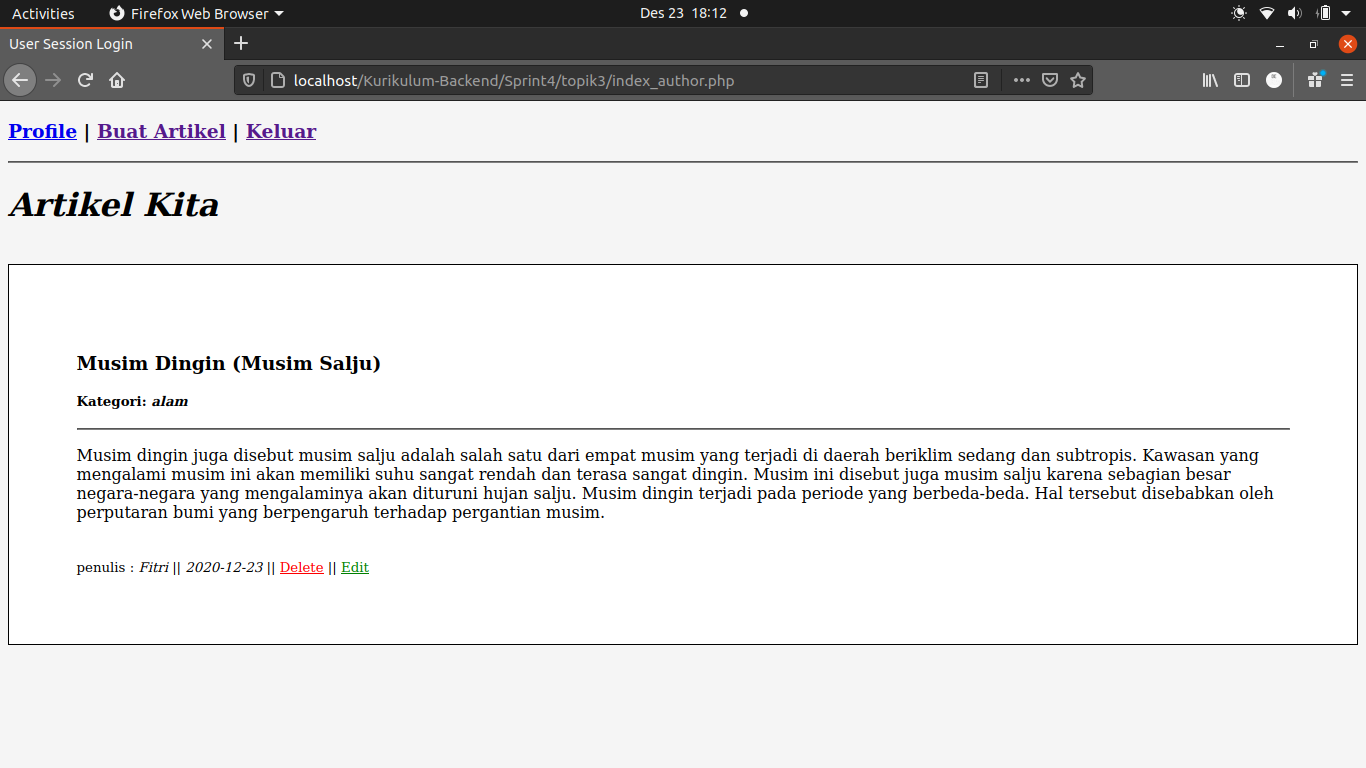 Activities Firefox Web Browser Des 23 18:12
User Session Login
localhost/Kurikulum-Backend/Sprint4/topik3/index_author.php
Profile | Buat Artikel | Keluar
Artikel Kita
Musim Dingin (Musim Salju)
Kategori: alam
Musim dingin juga disebut musim salju adalah salah satu dari empat musim yang terjadi di daerah beriklim sedang dan subtropis. Kawasan yang
mengalami musim ini akan memiliki suhu sangat rendah dan terasa sangat dingin. Musim ini disebut juga musim salju karena sebagian besar
negara-negara yang mengalaminya akan dituruni hujan salju. Musim dingin terjadi pada periode yang berbeda-beda. Hal tersebut disebabkan oleh
perputaran bumi yang berpengaruh terhadap pergantian musim.
penulis : Fitri || 2020-12-23 || Delete || Edit